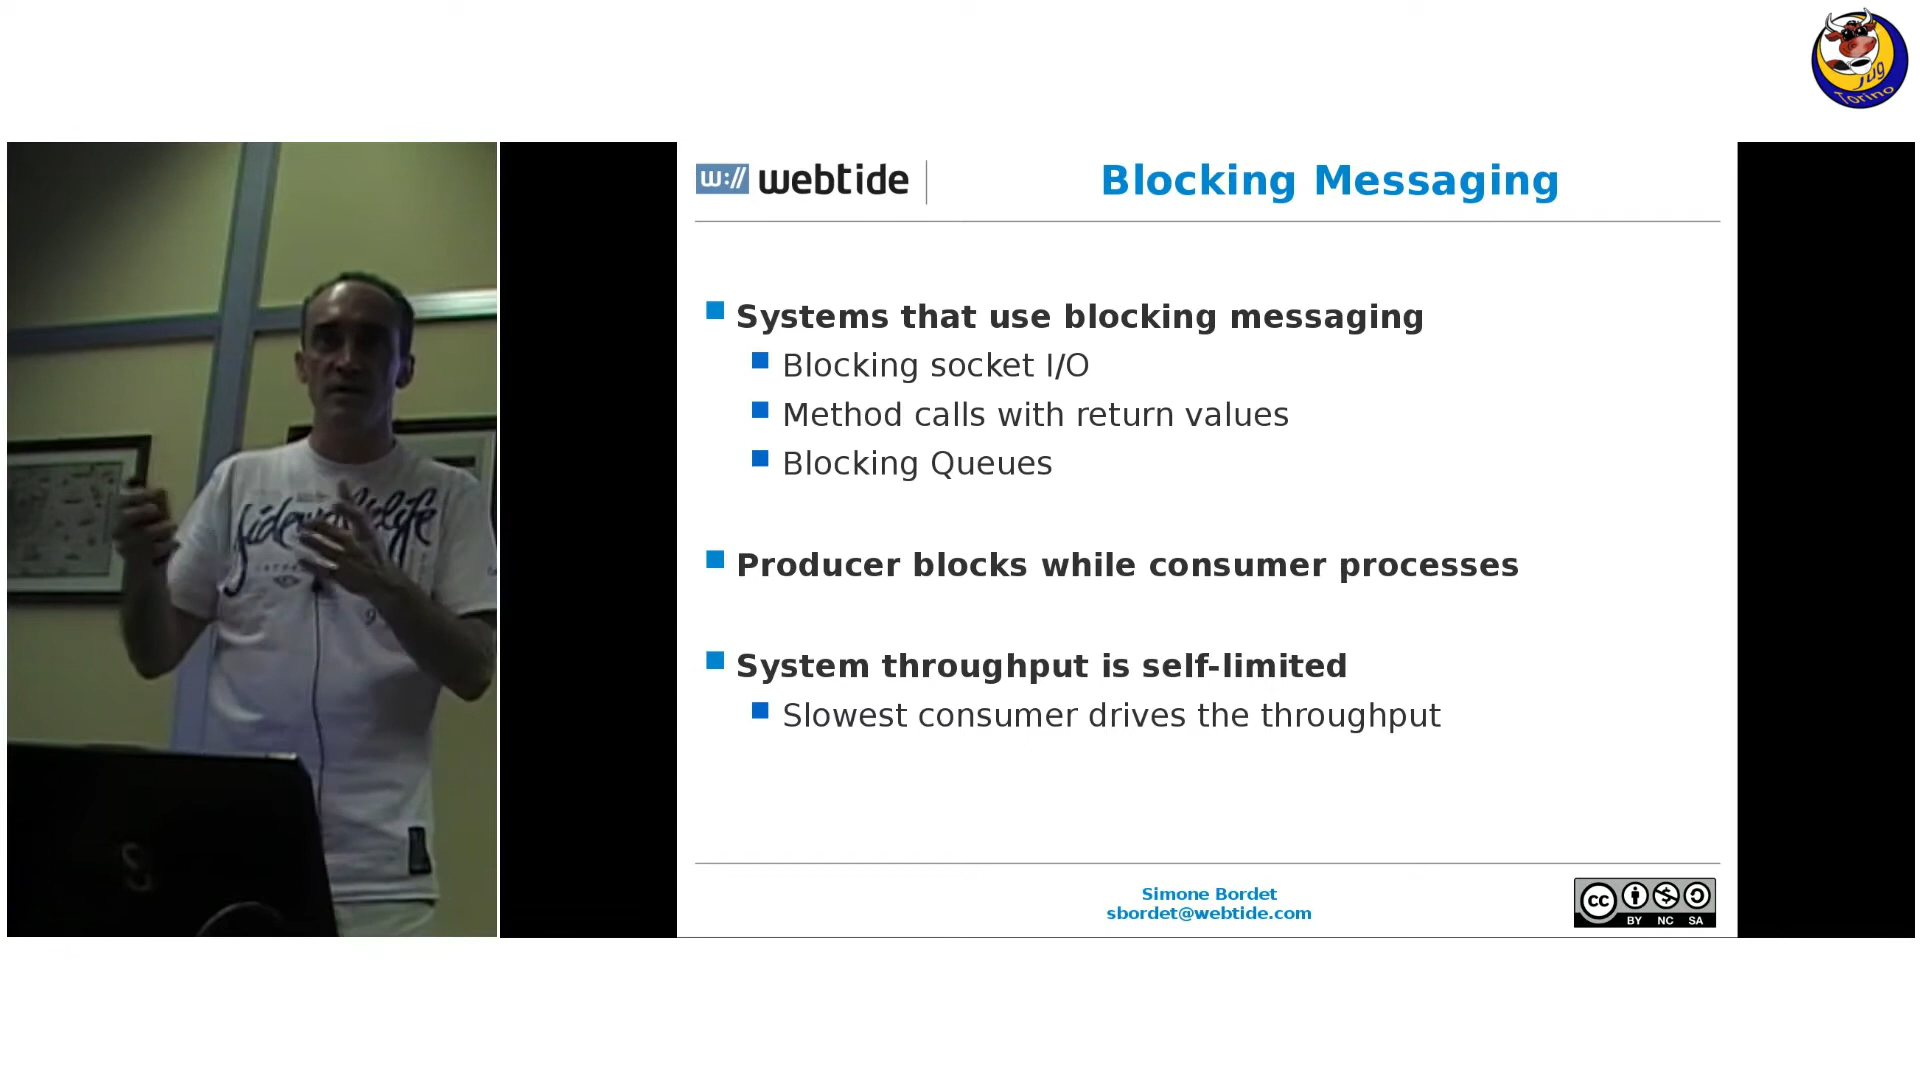 Jug
Torino
w:// webtide
Blocking Messaging
Systems that use blocking messaging
Blocking socket I/O
Method calls with return values
Blocking Queues
Producer blocks while consumer processes
System throughput is self-limited
Slowest consumer drives the throughput
Simone Bordet
sbordet@webtide.com
cc
BY NC SA